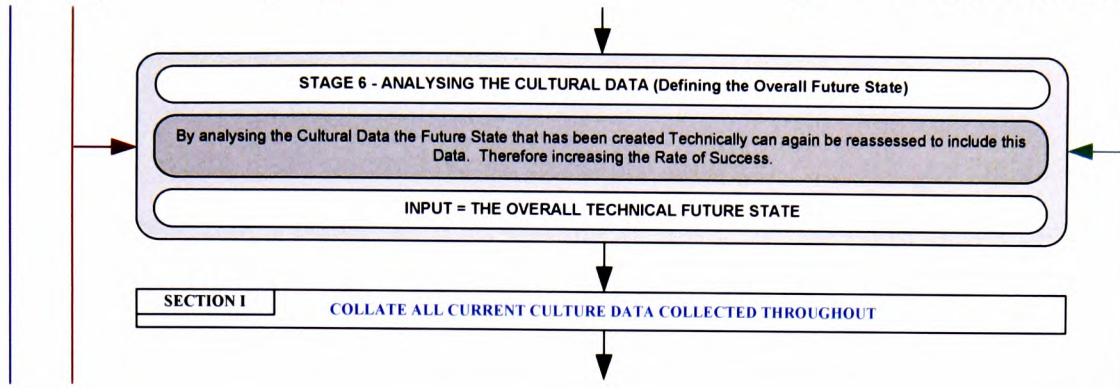 STAGE 6 - ANALYSING THE CULTURAL DATA (Defining the Overall Future State)
By analysing the Cultural Data the Future State that has been created Technically can again be reassessed to include this
Data. Therefore increasing the Rate of Success.
INPUT = THE OVERALL TECHNICAL FUTURE STATE
SECTION I
COLLATE ALL CURRENT CULTURE DATA COLLECTED THROUGHOUT